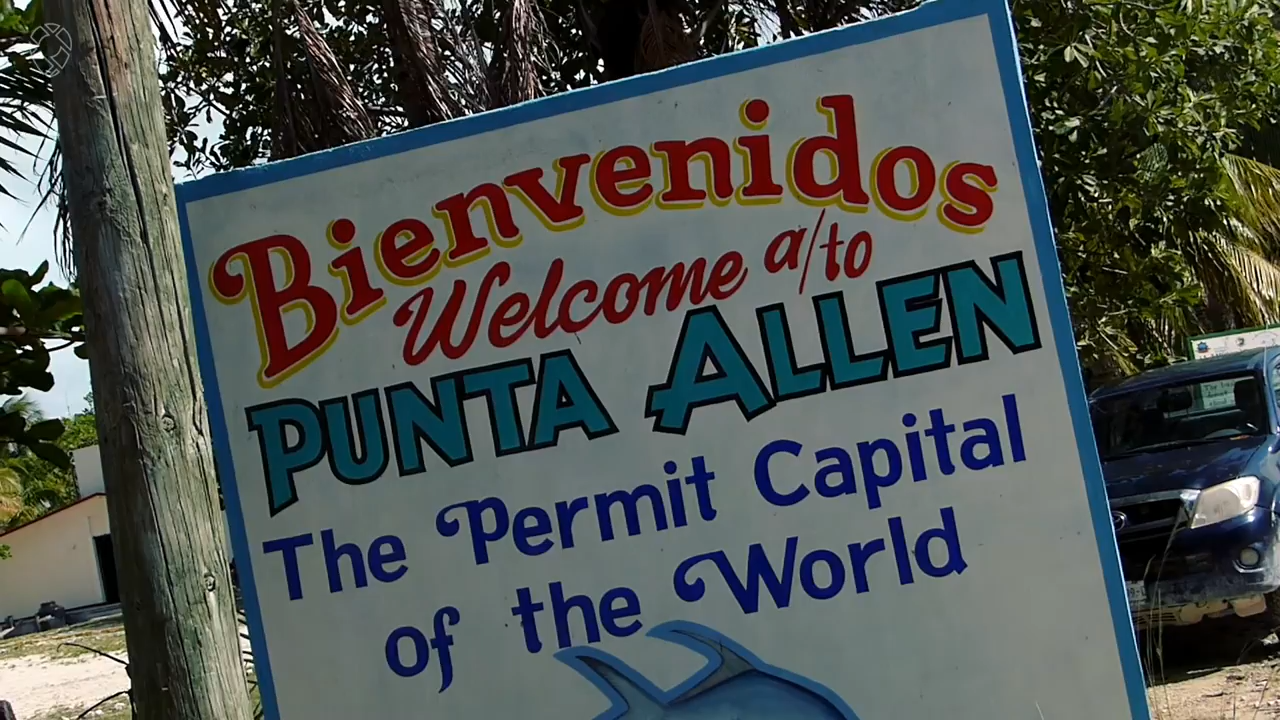 Bienvenidos
Welcome a/to
PUNTA ALLEN
The Permit Capital
of the World